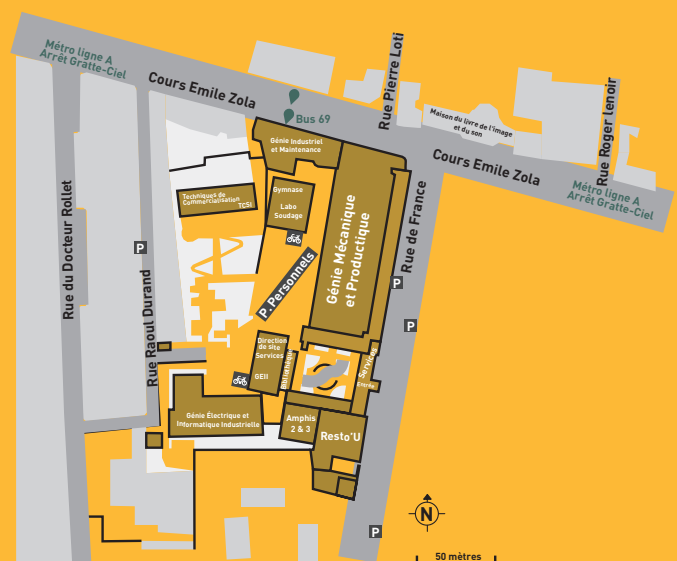 Métro ligne A
Arrêt Gratte-Ciel
Cours Emile Zola
Bus 69
Rue Pierre Loti
Maison du livre de l'image
et du son
Rue Roger lenoir
Cours Emile Zola
Métro ligne A
Arrêt Gratte-Ciel
Génie Industriel
et Maintenance
Techniques de
Commercialisation
TCSI
Gymnase
Labo
Soudage
Génie Mécanique
et Productique
Rue de France
Rue du Docteur Rollet
Rue Raoul Durand
P
P.Personnels
P
P
Direction
de site
Services
GEII
Bibliothèque
Services
Entrée
Génie Électrique et
Informatique Industrielle
Amphis
2 & 3
Resto'U
N
P
50 mètres